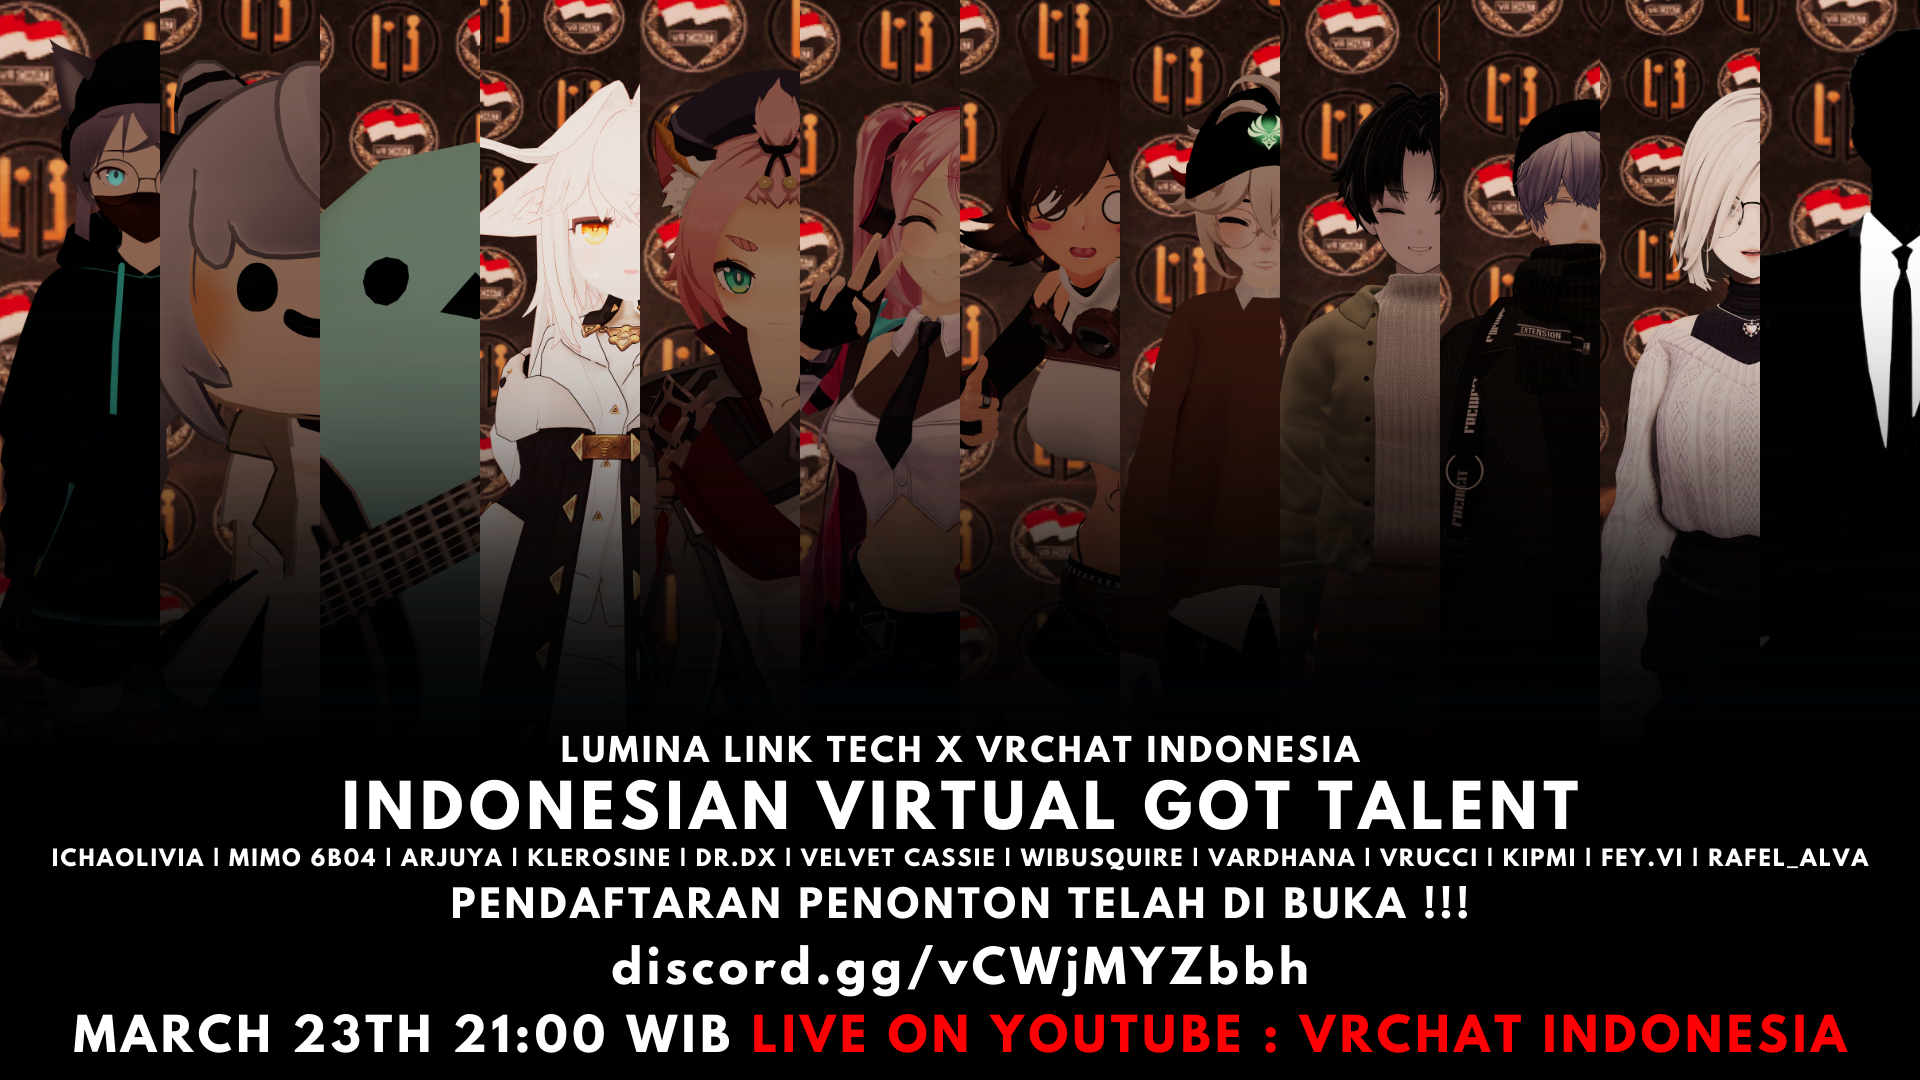 EXTENSION
LUMINA LINK TECH X VRCHAT INDONESIA
INDONESIAN VIRTUAL GOT TALENT
ICHAOLIVIA | MIMO 6B04 | ARJUYA | KLEROSINE | DR.DX | VELVET CASSIE | WIBUSQUIRE | VARDHANA | VRUCCI | KIPMI | FEY.VI | RAFEL_ALVA
PENDAFTARAN PENONTON TELAH DI BUKA !!!
discord.gg/vCWjMYZbbh
MARCH 23TH 21:00 WIB LIVE ON YOUTUBE : VRCHAT INDONESIA